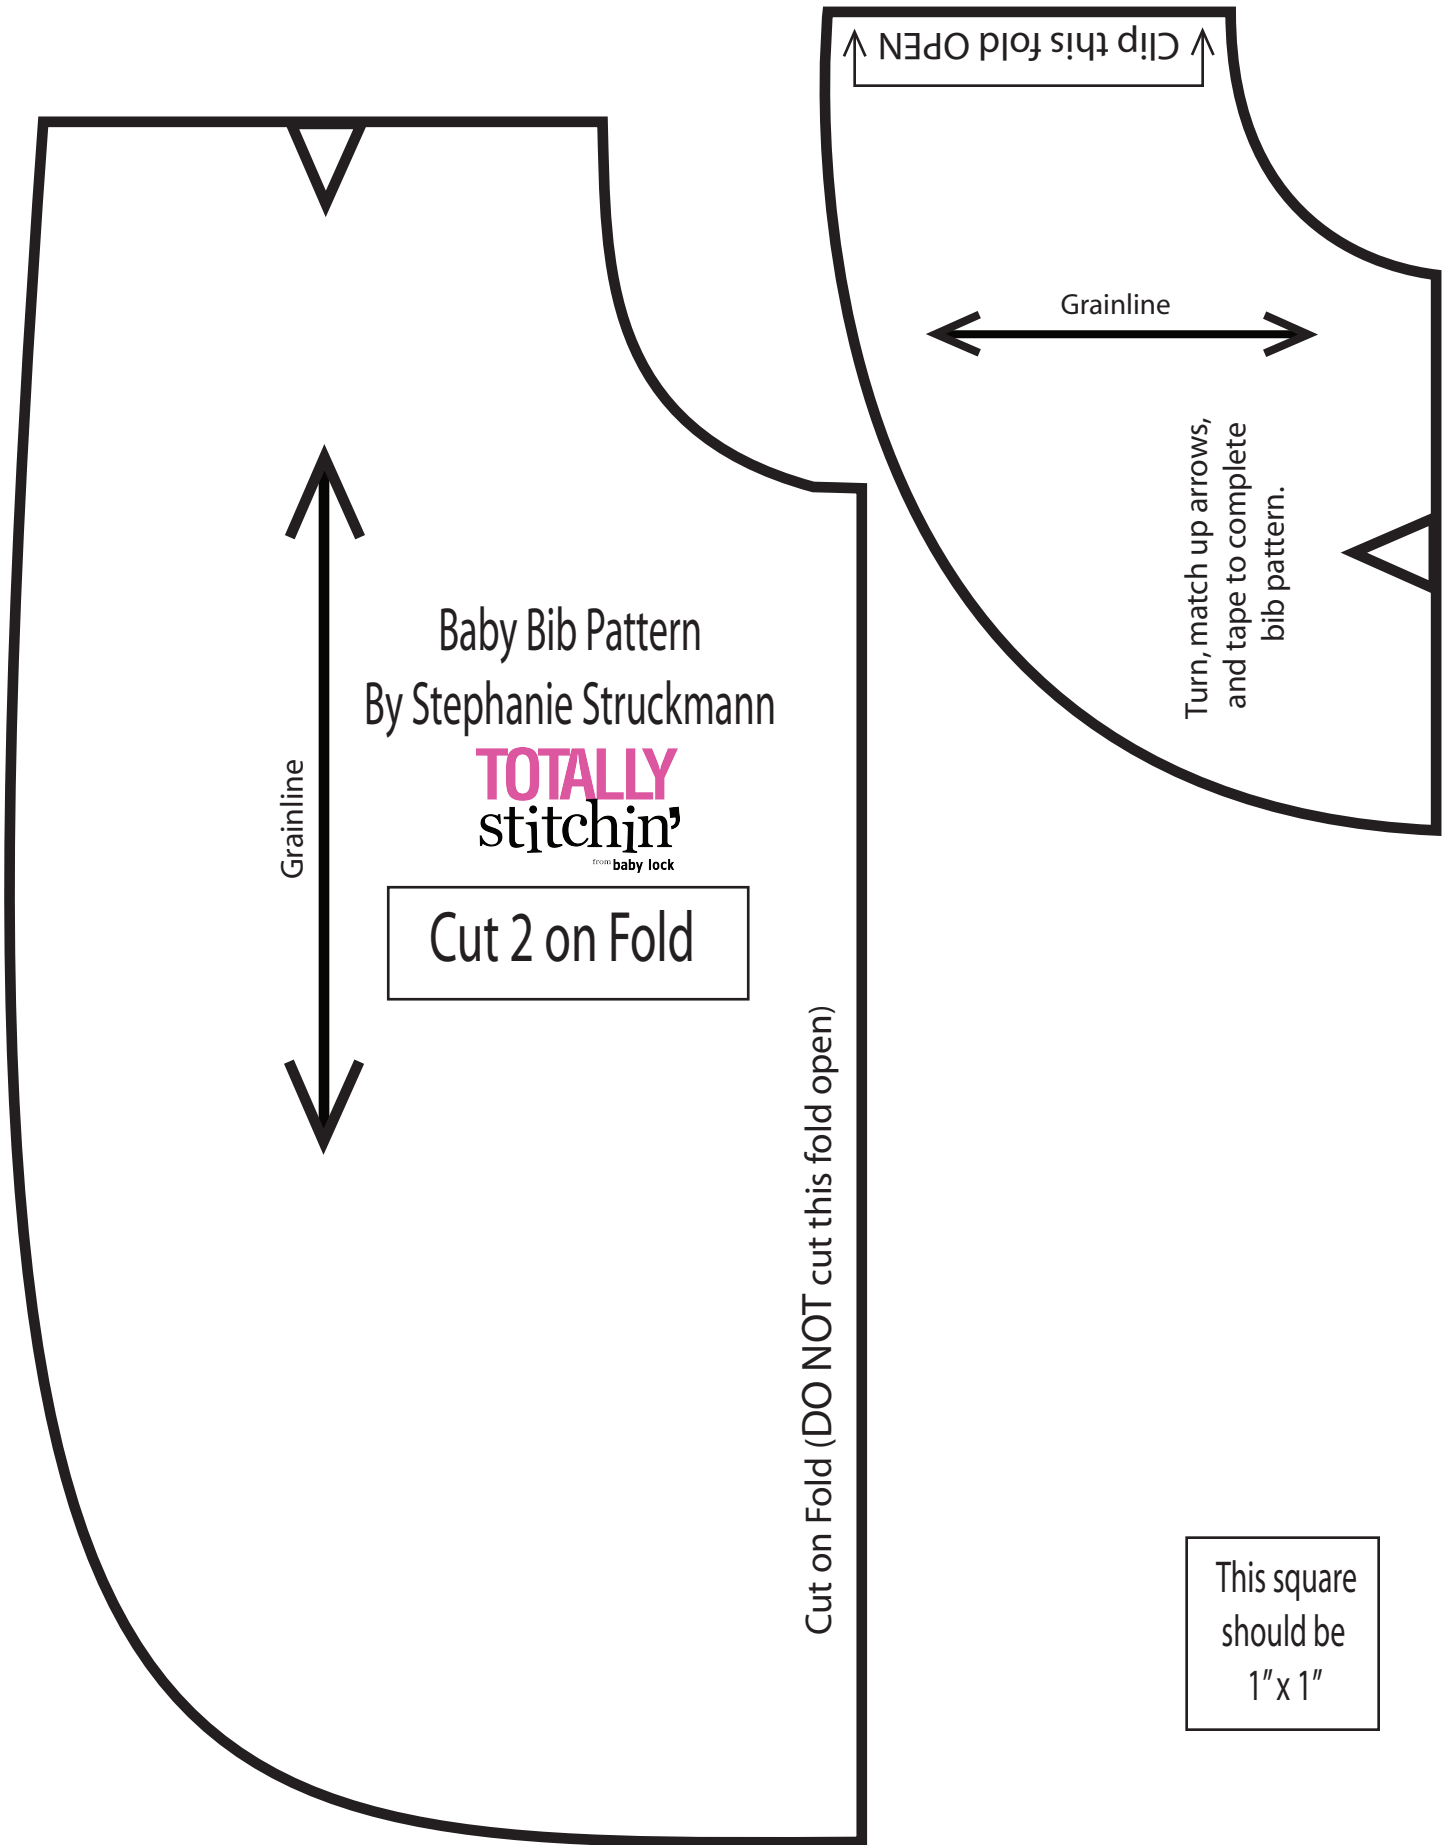 Clip this fold OPEN
Grainline
Turn, match up arrows,
and tape to complete
bib pattern.
Baby Bib Pattern
By Stephanie Struckmann
TOTALLY
stitchin'
from baby lock
Grainline
Cut 2 on Fold
Cut on Fold (DO NOT cut this fold open)
This square
should be
1” x 1”